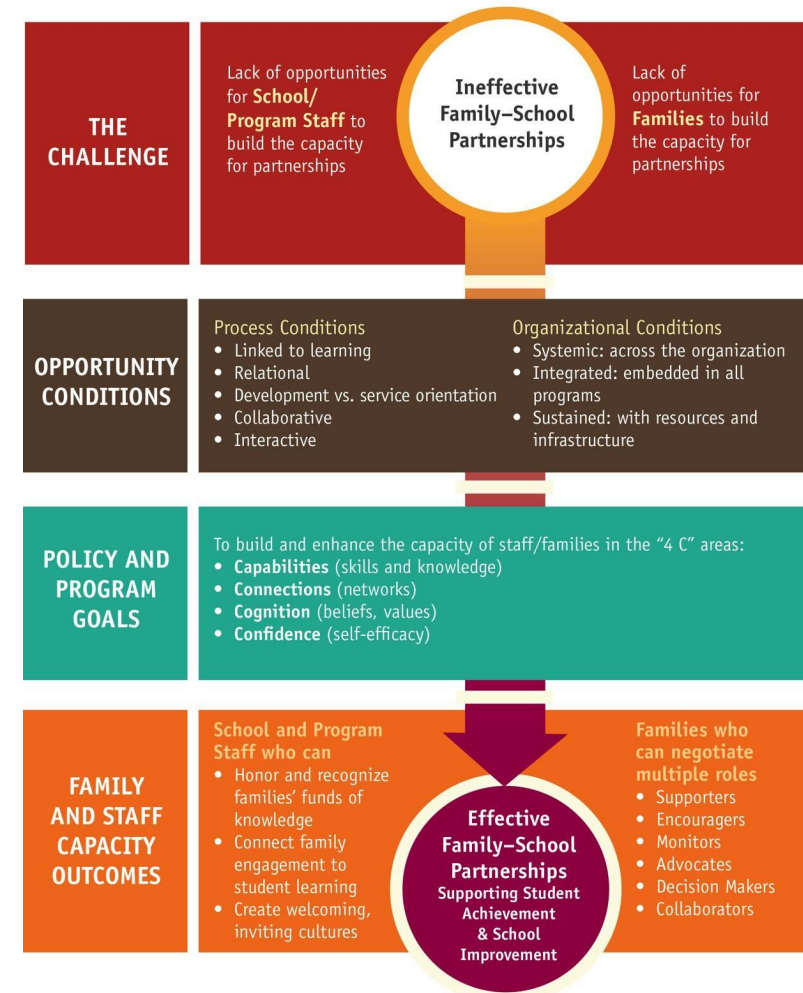 THE
CHALLENGE
Lack of opportunities
for School/
Program Staff to
build the capacity
for partnerships
Ineffective
Family–School
Partnerships
Lack of
opportunities for
Families to build
the capacity for
partnerships
OPPORTUNITY
CONDITIONS
Process Conditions
• Linked to learning
• Relational
• Development vs. service orientation
• Collaborative
• Interactive
Organizational Conditions
• Systemic: across the organization
• Integrated: embedded in all
programs
• Sustained: with resources and
infrastructure
POLICY AND
PROGRAM
GOALS
To build and enhance the capacity of staff/families in the “4 C” areas:
• Capabilities (skills and knowledge)
• Connections (networks)
• Cognition (beliefs, values)
• Confidence (self-efficacy)
FAMILY
AND STAFF
CAPACITY
OUTCOMES
School and Program
Staff who can
• Honor and recognize
families’ funds of
knowledge
• Connect family
engagement to
student learning
• Create welcoming,
inviting cultures
Effective
Family–School
Partnerships
Supporting Student
Achievement
& School
Improvement
Families who
can negotiate
multiple roles
• Supporters
• Encouragers
• Monitors
• Advocates
• Decision Makers
• Collaborators